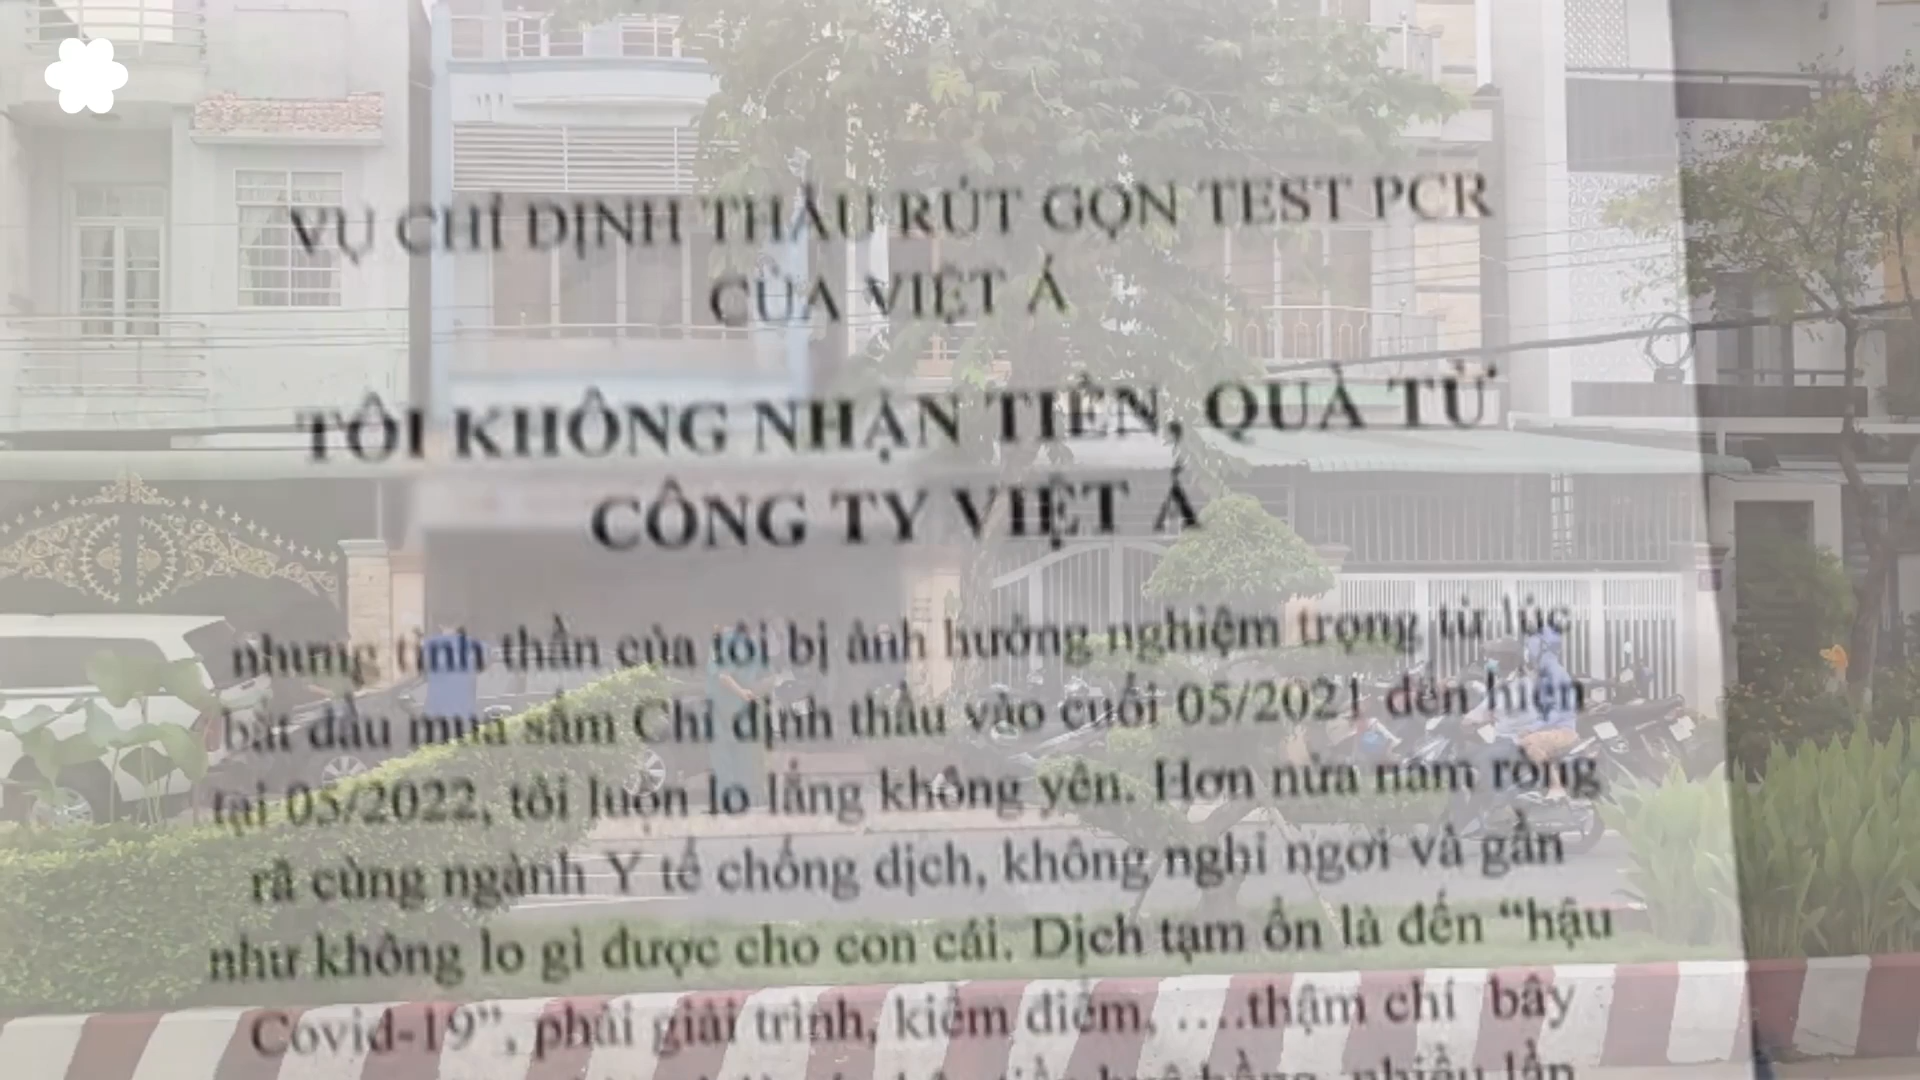 VỤ CHỈ ĐỊNH THẦU RÚT GỌN TEST PCR
CỦA VIỆT Á
TÔI KHÔNG NHẬN TIỀN, QUÀ TỪ
CÔNG TY VIỆT Á
nhưng tinh thần của tôi bị ảnh hưởng nghiệm trọng từ lúc
bắt đầu mua sắm Chỉ định thầu vào cuối 05/2021 đến hiện
tại 05/2022, tôi luôn lo lắng không yên. Hơn nửa năm ròng
rã cùng ngành Y tế chống dịch, không nghỉ ngơi và gần
như không lo gì được cho con cái. Dịch tạm ổn là đến “hậu
Covid-19”, phải giải trình, kiểm điểm, ….thậm chí bây
nhiều lần